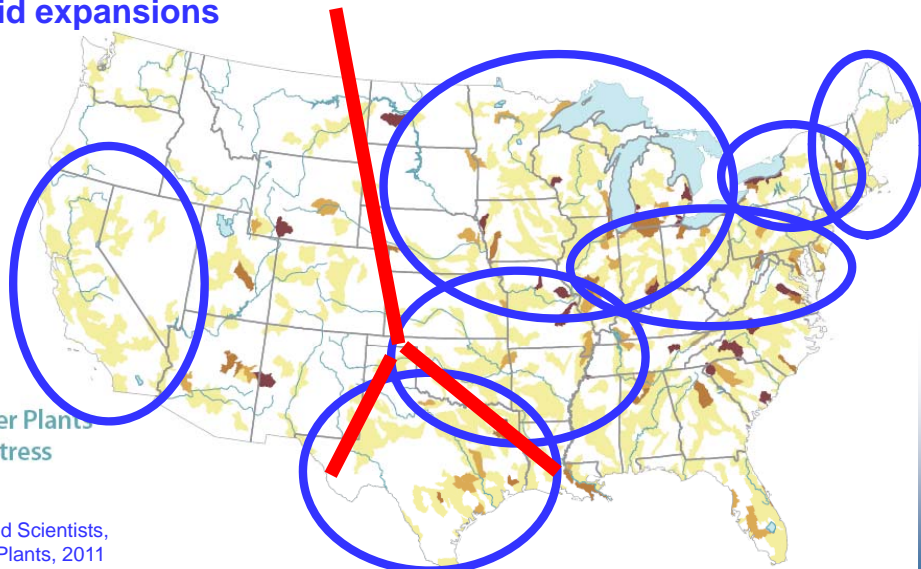 id expansions
er Plants
tress
d Scientists,
Plants, 2011